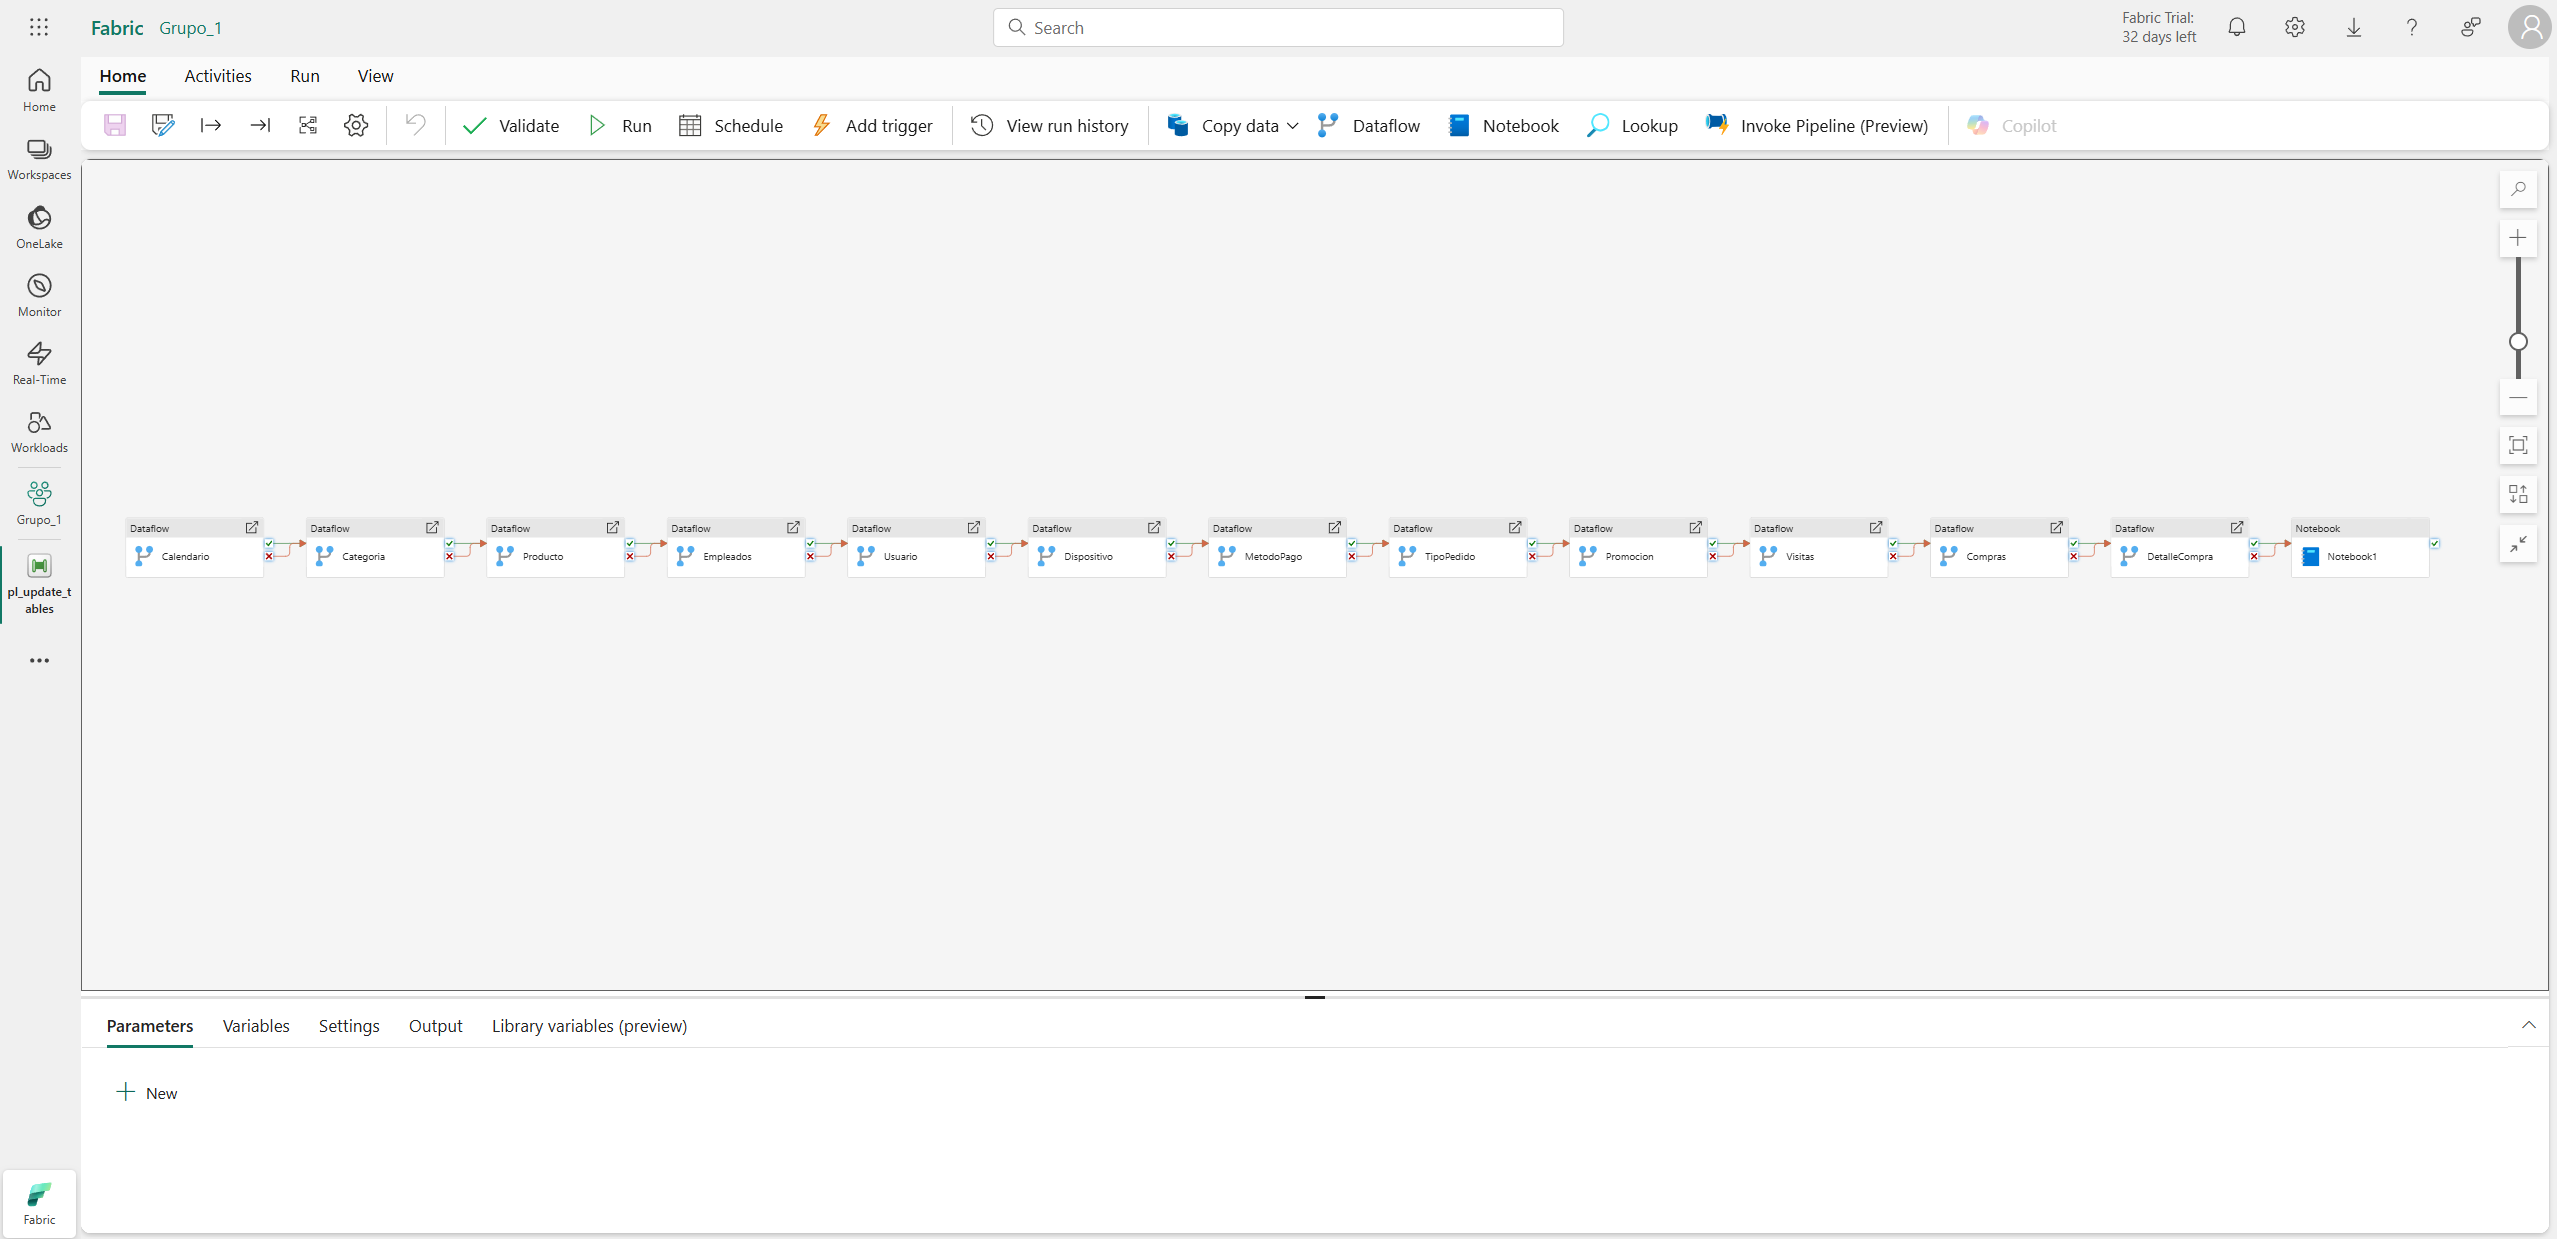 Fabric Grupo_1
Search
Fabric Trial:
32 days left
Home
Workspaces
OneLake
Monitor
Real-Time
Workloads
Grupo_1
pl_update_t
ables
Fabric
Home Activities Run View
Validate Run Schedule Add trigger View run history Copy data Dataflow Notebook Lookup Invoke Pipeline (Preview) Copilot
Dataflow
Calendario
Dataflow
Categoria
Dataflow
Producto
Dataflow
Empleados
Dataflow
Usuario
Dataflow
Dispositivo
Dataflow
MetodoPago
Dataflow
TipoPedido
Dataflow
Promocion
Dataflow
Visitas
Dataflow
Compras
Dataflow
DetalleCompra
Notebook
Notebook1
Parameters Variables Settings Output Library variables (preview)
New